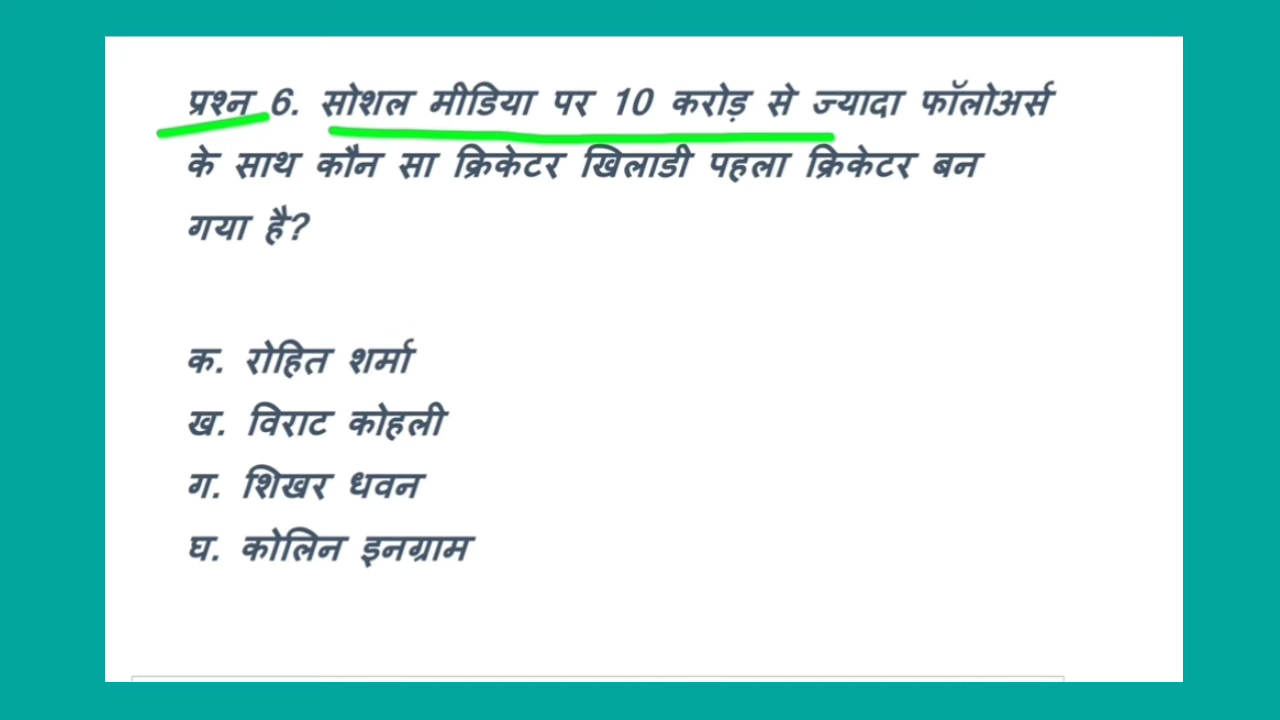 प्रश्न 6. सोशल मीडिया पर 10 करोड़ से ज्यादा फॉलोअर्स
के साथ कौन सा क्रिकेटर खिलाडी पहला क्रिकेटर बन
गया है?
क. रोहित शर्मा
ख. विराट कोहली
ग. शिखर धवन
घ. कोलिन इनग्राम